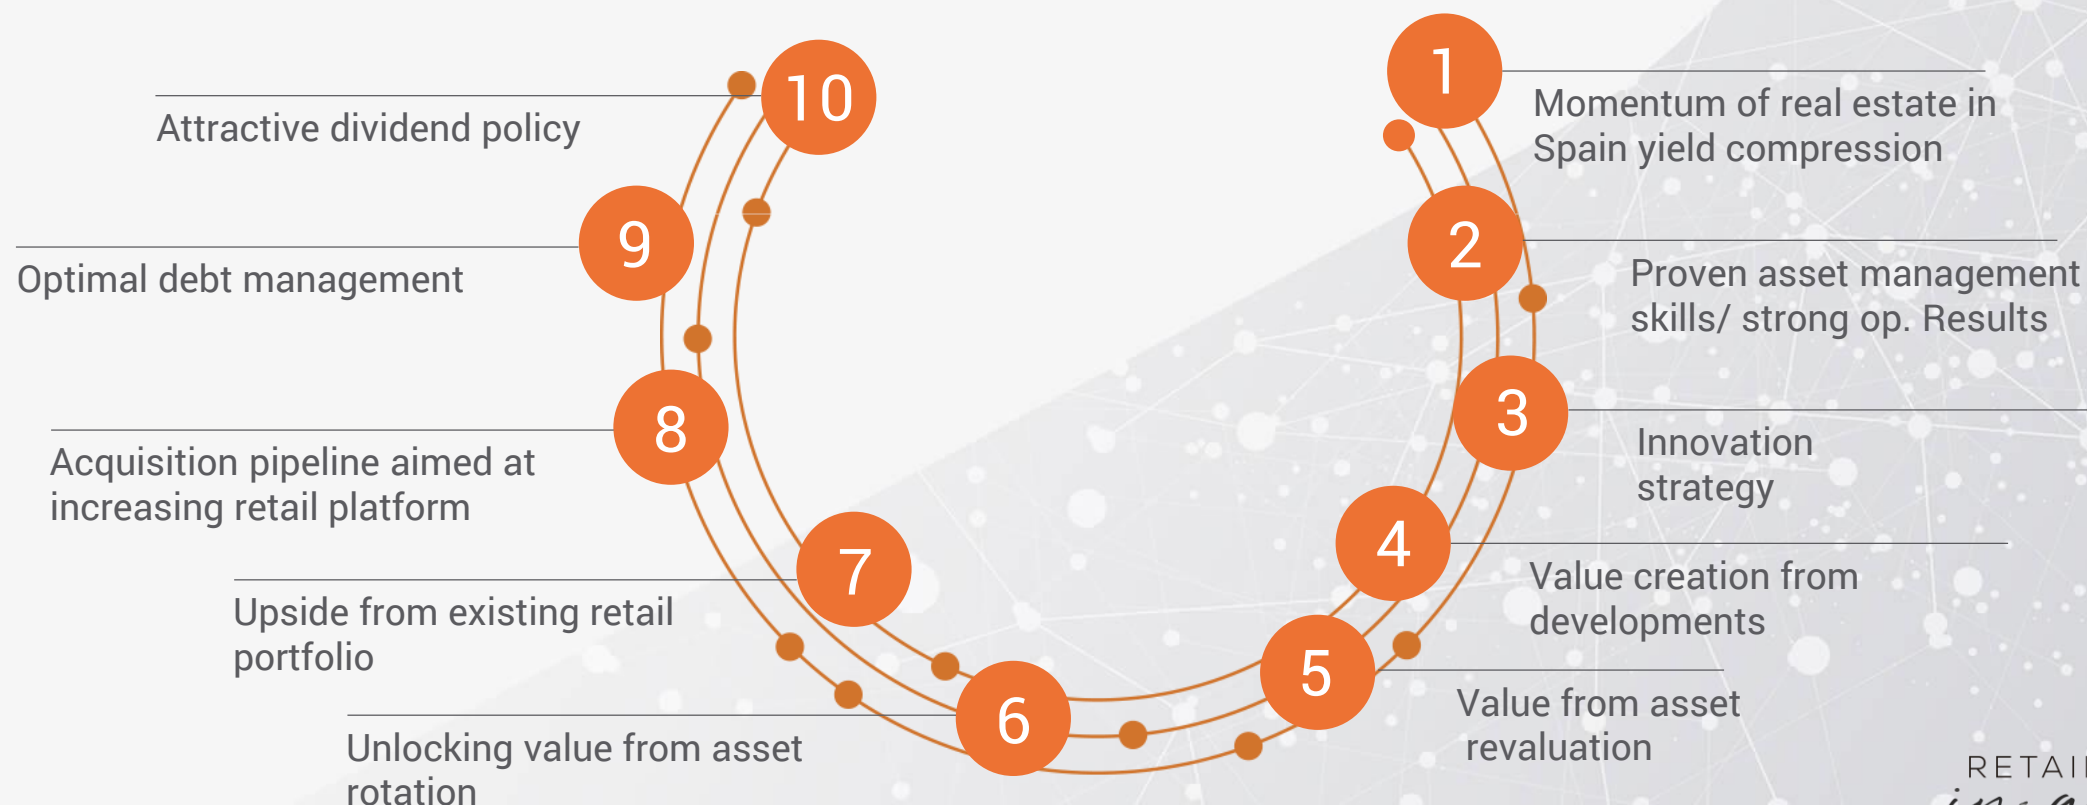 1
Momentum of real estate in
Spain yield compression
2
Proven asset management
skills/ strong op. Results
3
Innovation
strategy
4
Value creation from
developments
5
Value from asset
revaluation
6
Unlocking value from asset
rotation
7
Upside from existing retail
portfolio
8
Acquisition pipeline aimed at
increasing retail platform
9
Optimal debt management
10
Attractive dividend policy